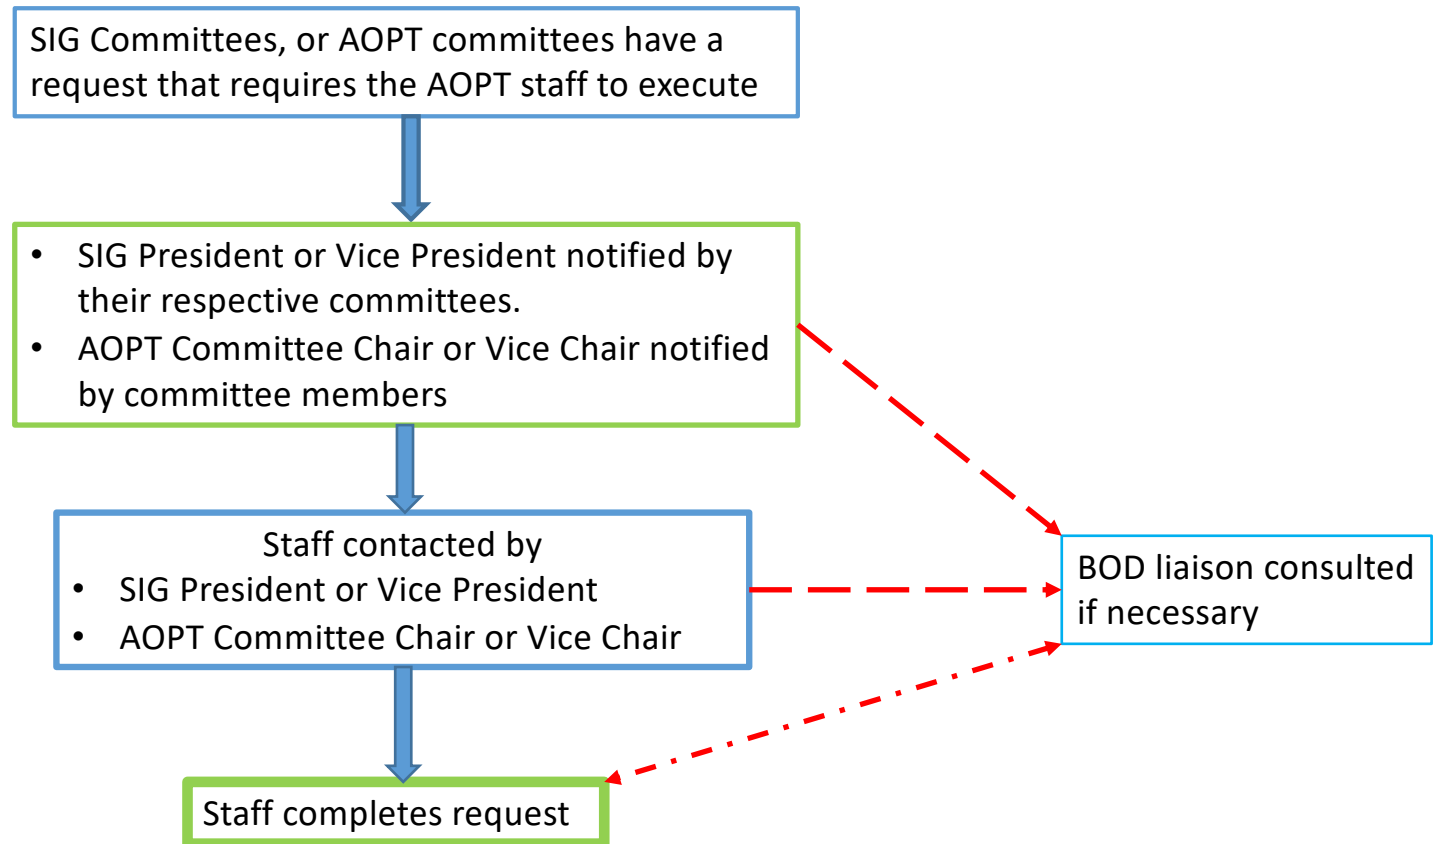 SIG Committees, or AOPT committees have a
request that requires the AOPT staff to execute
• SIG President or Vice President notified by
their respective committees.
• AOPT Committee Chair or Vice Chair notified
by committee members
Staff contacted by
• SIG President or Vice President
• AOPT Committee Chair or Vice Chair
BOD liaison consulted
if necessary
Staff completes request